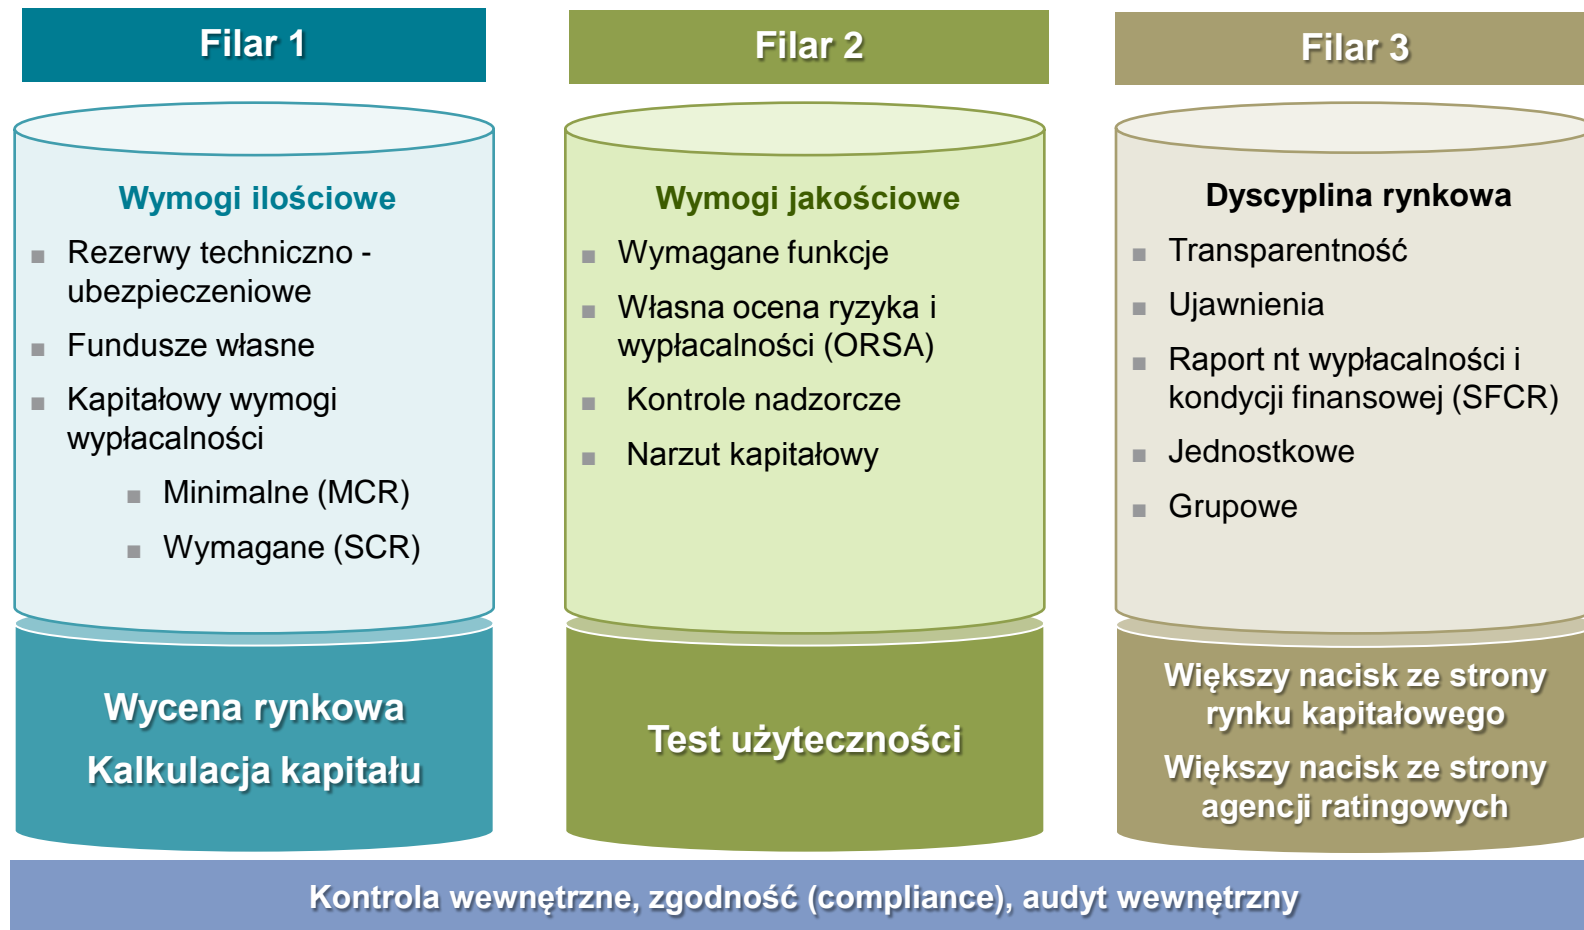 Filar 1
Wymogi ilościowe
Rezerwy techniczno -
ubezpieczeniowe
Fundusze własne
Kapitałowy wymogi
wypłacalności
Minimalne (MCR)
Wymagane (SCR)
Wycena rynkowa
Kalkulacja kapitału
Filar 2
Wymogi jakościowe
Wymagane funkcje
Własna ocena ryzyka i
wypłacalności (ORSA)
Kontrole nadzorcze
Narzut kapitałowy
Test użyteczności
Filar 3
Dyscyplina rynkowa
Transparentność
Ujawnienia
Raport nt wypłacalności i
kondycji finansowej (SFCR)
Jednostkowe
Grupowe
Większy nacisk ze strony
rynku kapitałowego
Większy nacisk ze strony
agencji ratingowych
Kontrola wewnętrzne, zgodność (compliance), audyt wewnętrzny